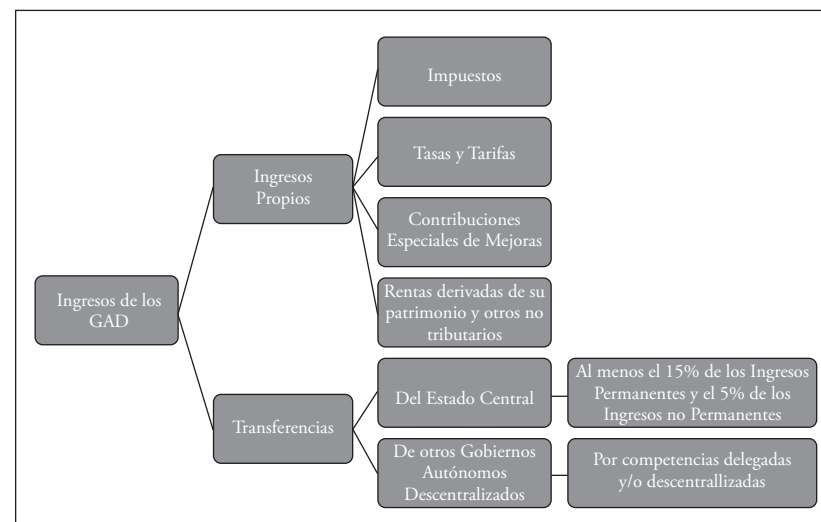 Impuestos
Tasas y Tarifas
Ingresos
Propios
Contribuciones
Especiales de Mejoras
Rentas derivadas de su
patrimonio y otros no
tributarios
Ingresos de los
GAD
Transferencias
Del Estado Central
Al menos el 15% de los Ingresos
Permanentes y el 5% de los
Ingresos no Permanentes
De otros Gobiernos
Autónomos
Descentralizados
Por competencias delegadas
y/o descentrallizadas